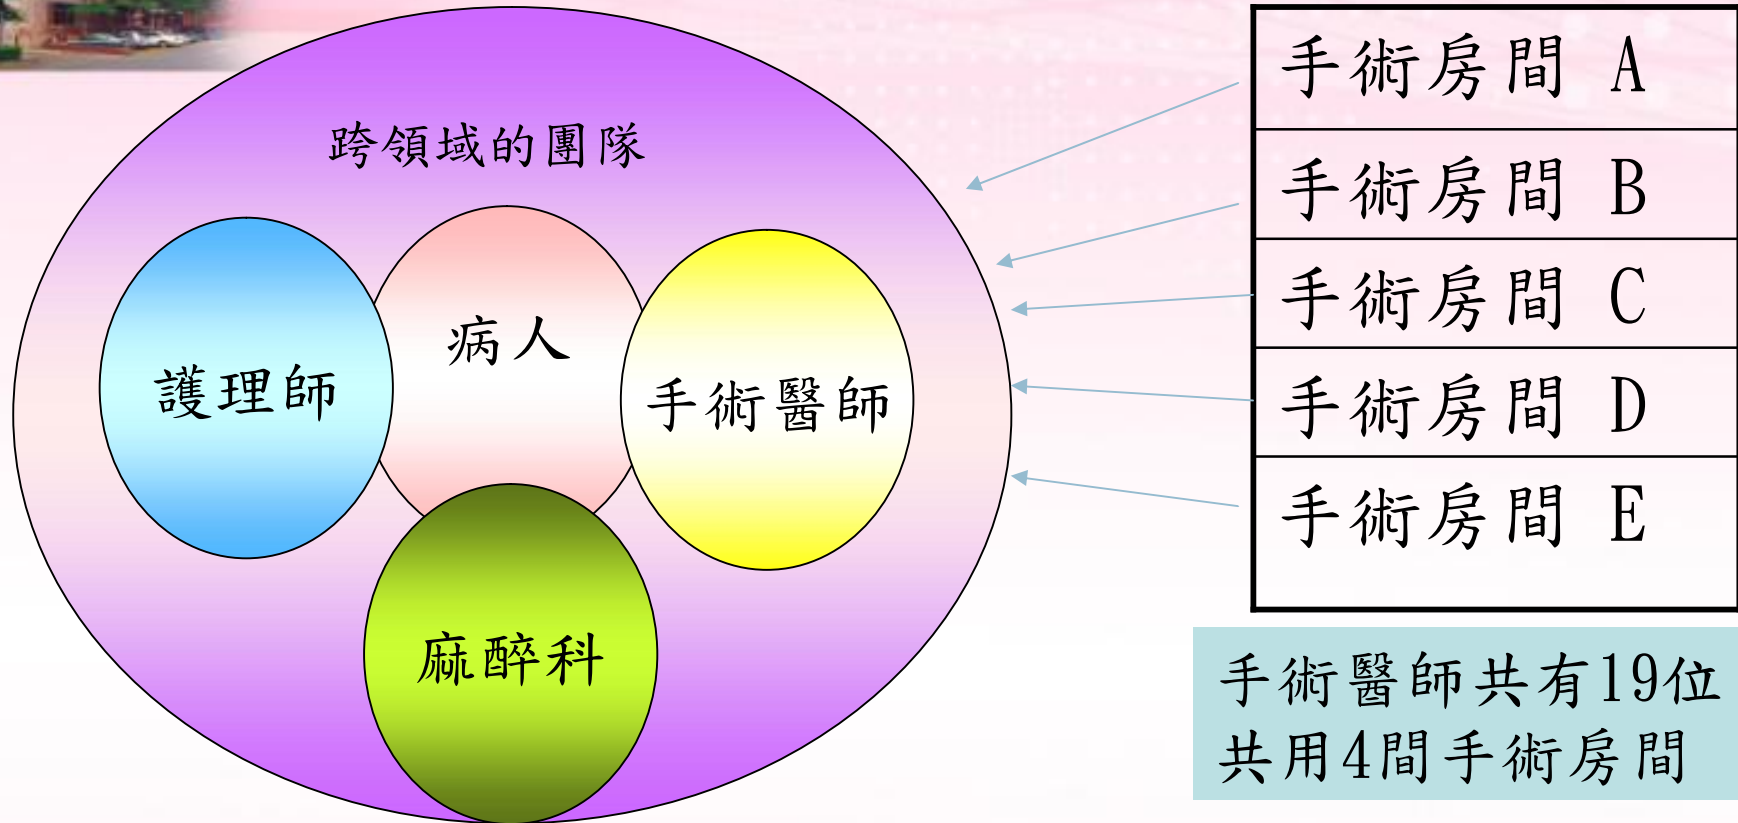 跨領域的團隊
護理師
病人
手術醫師
麻醉科
手術房間 A
手術房間 B
手術房間 C
手術房間 D
手術房間 E
手術醫師共有19位
共用4間手術房間